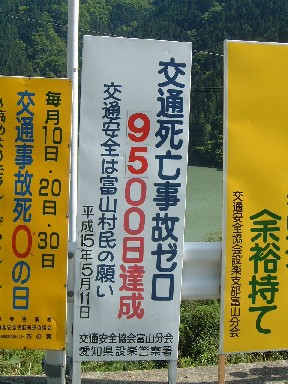 余裕持て
交通安全協会設楽支部富山分会
交通死亡事故ゼロ
9500日達成
交通安全は富山村民の願い
平成15年5月11日
交通安全協会富山分会
愛知県設楽警察署
毎月10日・20日・30日
交通事故死0の日